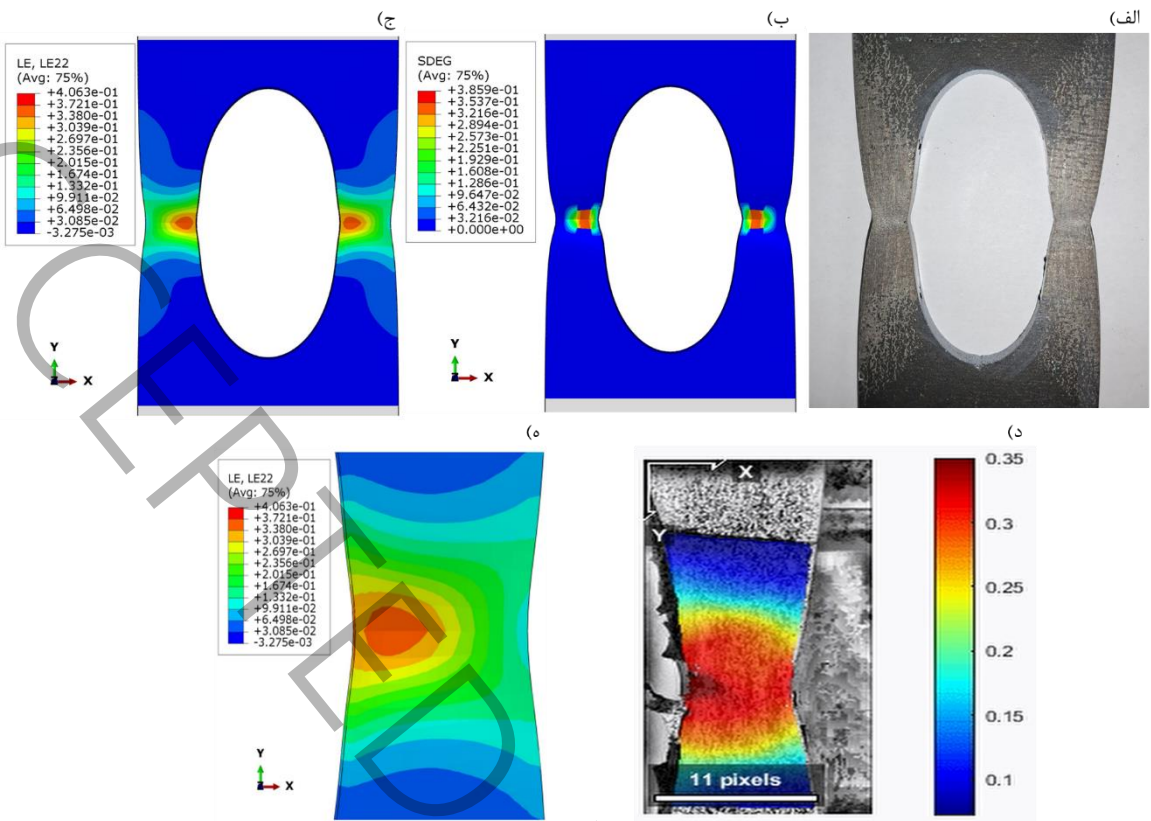 الف)
ب)
ج)
SDEG
(Avg: 75%)
+3.859e-01
+3.537e-01
+3.216e-01
+2.894e-01
+2.573e-01
+2.251e-01
+1.929e-01
+1.608e-01
+1.286e-01
+9.647e-02
+6.432e-02
+3.216e-02
+0.000e+00
Y
Z
X
LE, LE22
(Avg: 75%)
+4.063e-01
+3.721e-01
+3.380e-01
+3.039e-01
+2.697e-01
+2.356e-01
+2.015e-01
+1.674e-01
+1.332e-01
+9.911e-02
+6.498e-02
+3.085e-02
-3.275e-03
Y
Z
X
د)
X
Y
11 pixels
0.35
0.3
0.25
0.2
0.15
0.1
ه)
LE, LE22
(Avg: 75%)
+4.063e-01
+3.721e-01
+3.380e-01
+3.039e-01
+2.697e-01
+2.356e-01
+2.015e-01
+1.674e-01
+1.332e-01
+9.911e-02
+6.498e-02
+3.085e-02
-3.275e-03
Y
Z
X
CEPTED